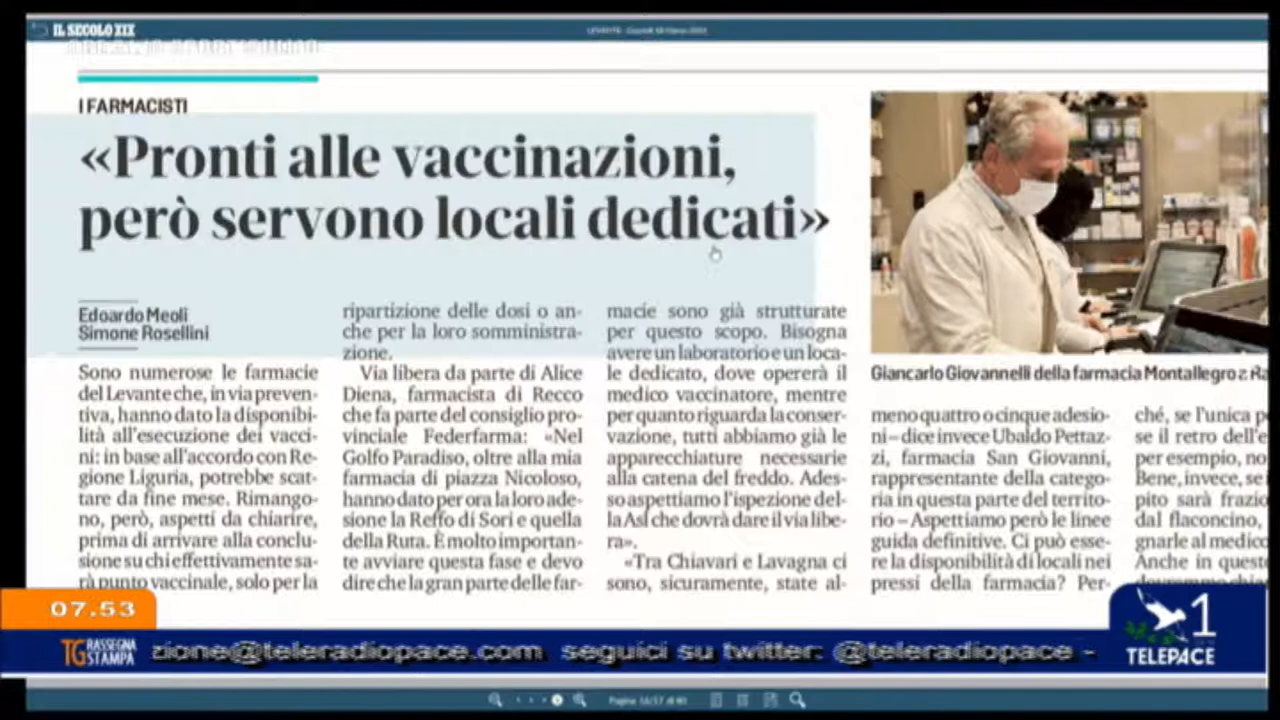 IL SECOLO XIX
I FARMACISTI
«Pronti alle vaccinazioni,
però servono locali dedicati»
Edoardo Meoli
Simone Rosellini
Sono numerose le farmacie
del Levante che, in via preven-
tiva, hanno dato la disponibi-
lità all'esecuzione dei vacci-
ni: in base all'accordo con Re-
gione Liguria, potrebbe scat-
tare da fine mese. Rimango-
no, però, aspetti da chiarire,
prima di arrivare alla conclu-
sione su chi effettivamente sa-
rà punto vaccinale, solo per la
ripartizione delle dosi o an-
che per la loro somministra-
zione.
Via libera da parte di Alice
Diena, farmacista di Recco
che fa parte del consiglio pro-
vinciale Federfarma: «Nel
Golfo Paradiso, oltre alla mia
farmacia di piazza Nicoloso,
hanno dato per ora la loro ade-
sione la Reffo di Sori e quella
della Ruta. È molto importan-
te avviare questa fase e devo
dire che la gran parte delle far-
macie sono già strutturate
per questo scopo. Bisogna
avere un laboratorio e un loca-
le dedicato, dove opererà il
medico vaccinatore, mentre
per quanto riguarda la conser-
vazione, tutti abbiamo già le
apparecchiature necessarie
alla catena del freddo. Ades-
so aspettiamo l'ispezione del-
la Asl che dovrà dare il via libe-
ra».
«Tra Chiavari e Lavagna ci
sono, sicuramente, state al-
Giancarlo Giovannelli della farmacia Montallegro
meno quattro o cinque adesio-
ni – dice invece Ubaldo Pettaz-
zi, farmacia San Giovanni,
rappresentante della catego-
ria in questa parte del territo-
rio – Aspettiamo però le linee
guida definitive. Ci può esse-
re la disponibilità di locali nei
pressi della farmacia? Per-
ché, se l'unica p
se il retro dell'e
per esempio, no
Bene, invece, se
pito sarà frazio
dal flaconcino,
gnarle al medico
Anche in quest
07.53
TG RASSEGNA STAMPA
zione@teleradiopace.com seguici su twitter: @teleradiopace -
1
TELEPACE